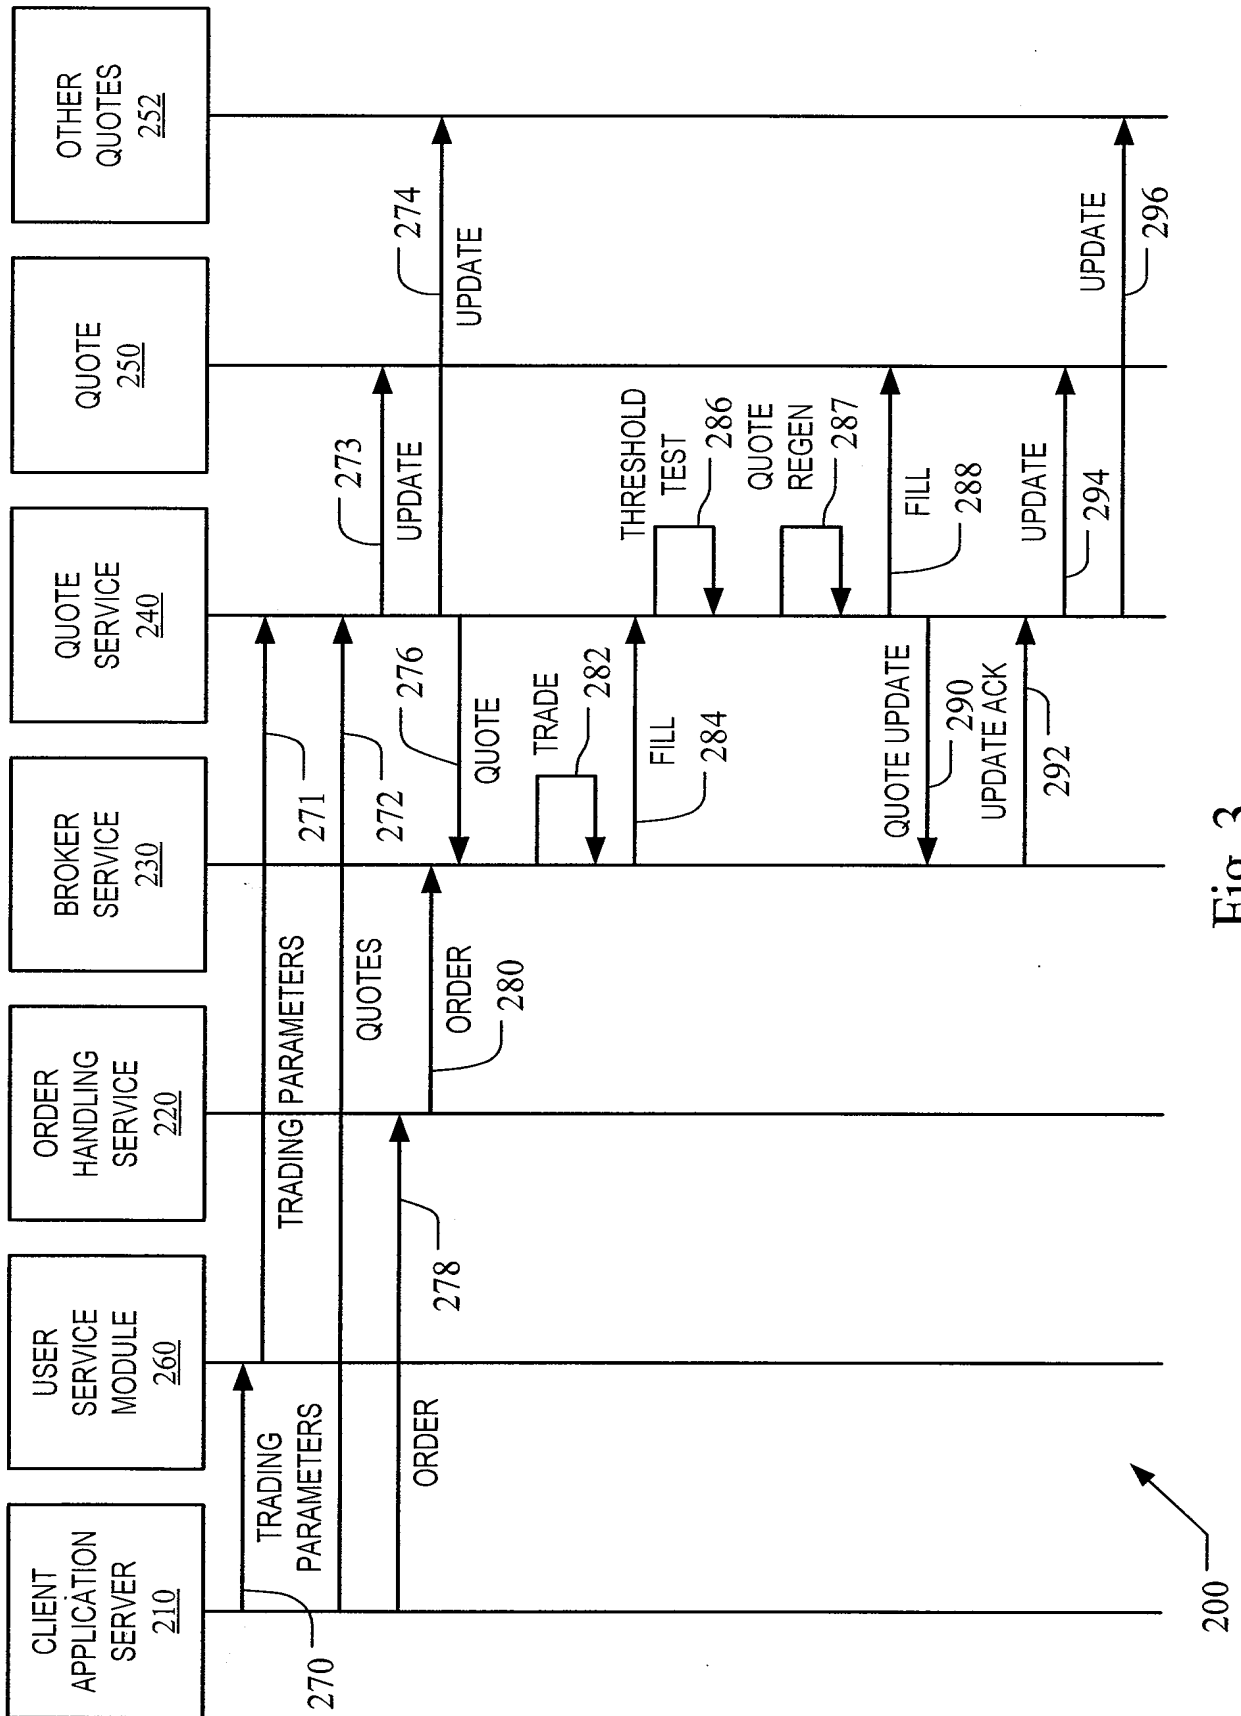 CLIENT
APPLICATION
SERVER
210
USER
SERVICE
MODULE
260
ORDER
HANDLING
SERVICE
220
BROKER
SERVICE
230
QUOTE
SERVICE
240
QUOTE
250
OTHER
QUOTES
252
TRADING
PARAMETERS
270
TRADING PARAMETERS
271
QUOTES
272
UPDATE
273
UPDATE
274
QUOTE
276
ORDER
278
ORDER
280
TRADE
282
FILL
284
THRESHOLD
TEST
286
QUOTE
REGEN
287
FILL
288
QUOTE UPDATE
290
UPDATE ACK
292
UPDATE
294
UPDATE
296
200
Fig. 3